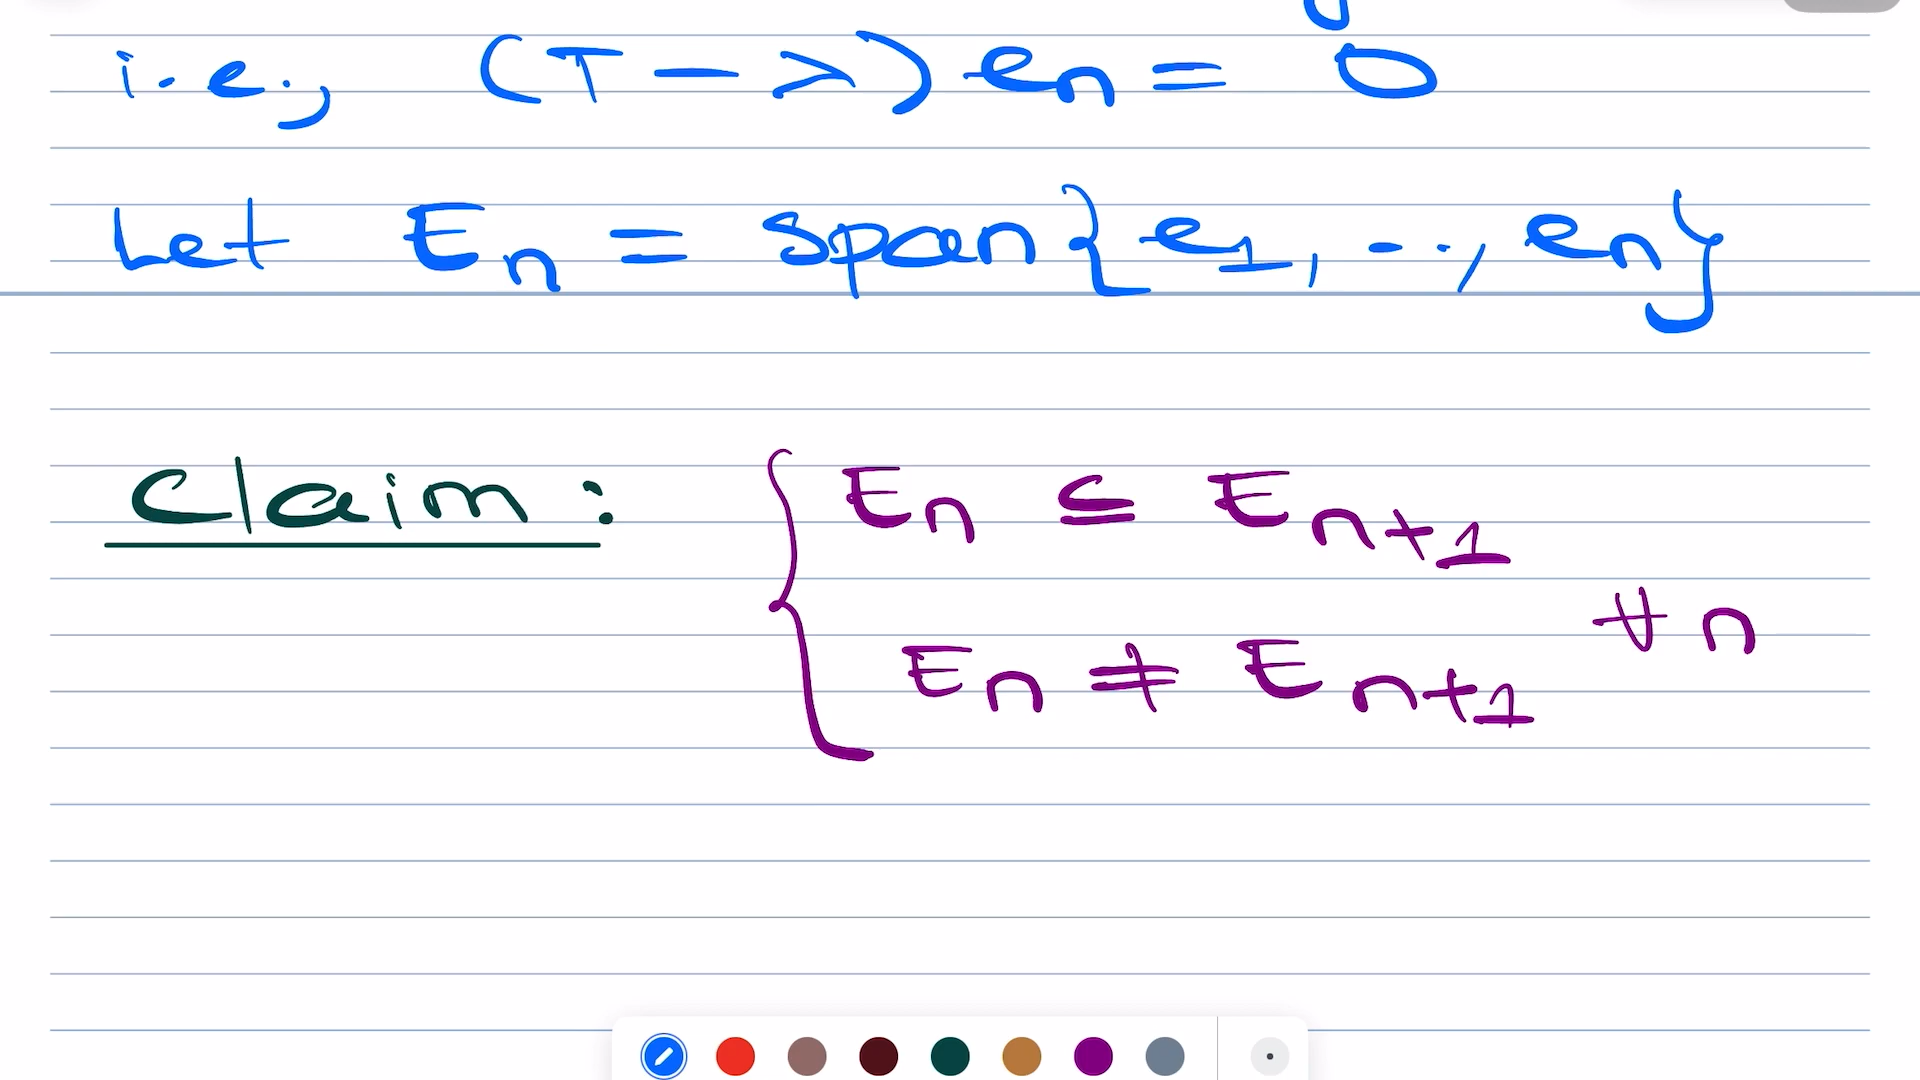 i.e., (T - λ) en = 0
Let En = span{e1, ..., en}
Claim: { En ⊆ En+1
En ≠ En+1 ∀ n